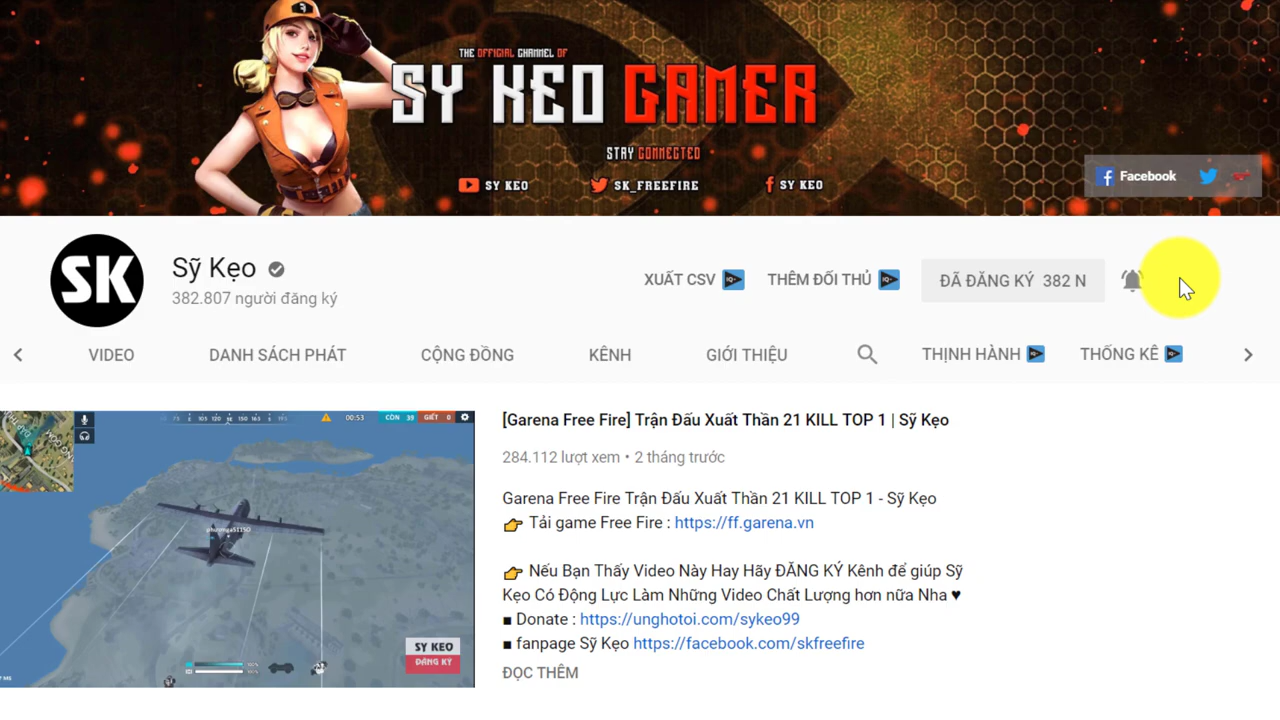 THE OFFICIAL CHANNEL OF
SY KEO GAMER
STAY CONNECTED
SY KEO
SK_FREEFIRE
SY KEO
Facebook
SK
Sỹ Kẹo
382.807 người đăng ký
XUẤT CSV
THÊM ĐỐI THỦ
ĐÃ ĐĂNG KÝ 382 N
VIDEO
DANH SÁCH PHÁT
CỘNG ĐỒNG
KÊNH
GIỚI THIỆU
THỊNH HÀNH
THỐNG KÊ
00:53
CÒN 39
GIẾT 0
SY KEO
ĐĂNG KÝ
[Garena Free Fire] Trận Đấu Xuất Thần 21 KILL TOP 1 | Sỹ Kẹo
284.112 lượt xem • 2 tháng trước
Garena Free Fire Trận Đấu Xuất Thần 21 KILL TOP 1 - Sỹ Kẹo
👉 Tải game Free Fire : https://ff.garena.vn
👉 Nếu Bạn Thấy Video Này Hay Hãy ĐĂNG KÝ Kênh để giúp Sỹ
Kẹo Có Động Lực Làm Những Video Chất Lượng hơn nữa Nha ♥
■ Donate : https://unghotoi.com/sykeo99
■ fanpage Sỹ Kẹo https://facebook.com/skfreefire
ĐỌC THÊM